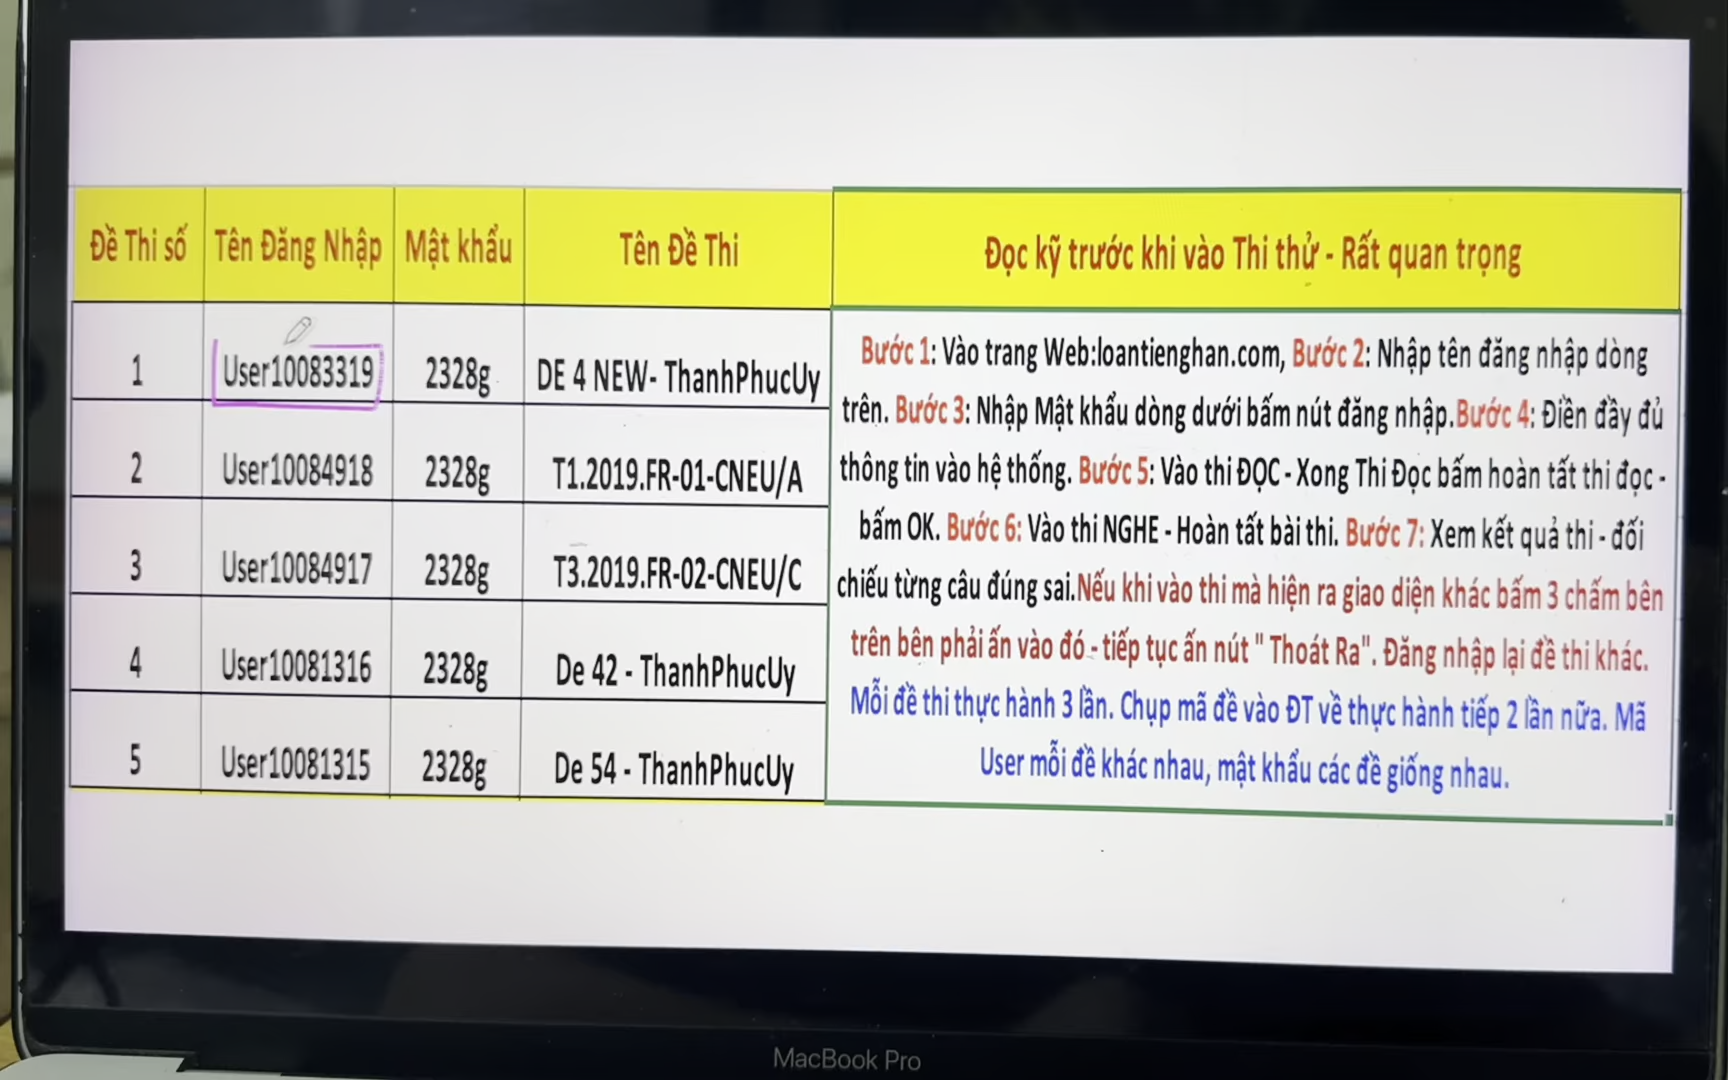 Đề Thi số Tên Đăng Nhập Mật khẩu Tên Đề Thi Đọc kỹ trước khi vào Thi thử - Rất quan trọng
1 User10083319 2328g DE 4 NEW- ThanhPhucUy
2 User10084918 2328g T1.2019.FR-01-CNEU/A
3 User10084917 2328g T3.2019.FR-02-CNEU/C
4 User10081316 2328g De 42 - ThanhPhucUy
5 User10081315 2328g De 54 - ThanhPhucUy
Bước 1: Vào trang Web:loantienghan.com, Bước 2: Nhập tên đăng nhập dòng
trên. Bước 3: Nhập Mật khẩu dòng dưới bấm nút đăng nhập.Bước 4: Điền đầy đủ
thông tin vào hệ thống. Bước 5: Vào thi ĐỌC - Xong Thi Đọc bấm hoàn tất thi đọc -
bấm OK. Bước 6: Vào thi NGHE - Hoàn tất bài thi. Bước 7: Xem kết quả thi - đối
chiếu từng câu đúng sai.Nếu khi vào thi mà hiện ra giao diện khác bấm 3 chấm bên
trên bên phải ấn vào đó - tiếp tục ấn nút " Thoát Ra". Đăng nhập lại đề thi khác.
Mỗi đề thi thực hành 3 lần. Chụp mã đề vào ĐT về thực hành tiếp 2 lần nữa. Mã
User mỗi đề khác nhau, mật khẩu các đề giống nhau.
MacBook Pro